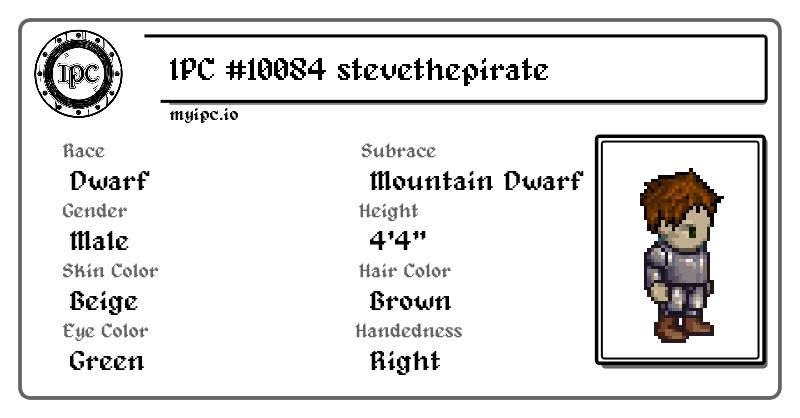 IPC
IPC #10084 stevethepirate
myipc.io
Race
Subrace
Dwarf
Mountain Dwarf
Gender
Height
Male
4'4"
Skin Color
Hair Color
Beige
Brown
Eye Color
Handedness
Green
Right